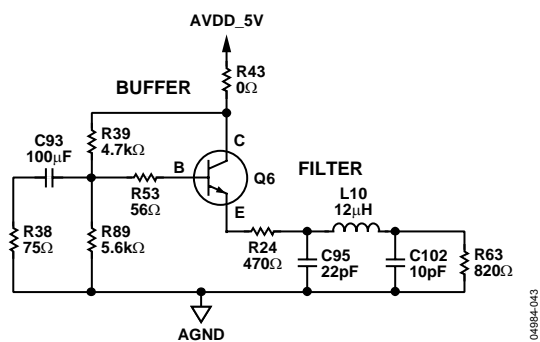 AVDD_5V
R43
0Ω
BUFFER
C93
100μF
R39
4.7kΩ
C
B
Q6
E
FILTER
R53
56Ω
L10
12μH
R38
75Ω
R89
5.6kΩ
R24
470Ω
C95
22pF
C102
10pF
R63
820Ω
AGND
04984-043